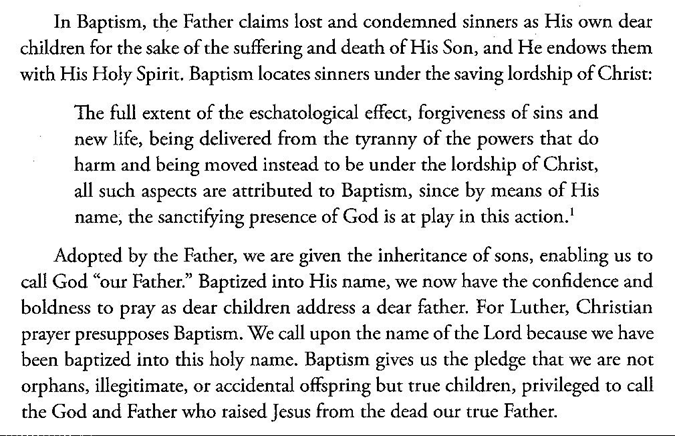 In Baptism, the Father claims lost and condemned sinners as His own dear
children for the sake of the suffering and death of His Son, and He endows them
with His Holy Spirit. Baptism locates sinners under the saving lordship of Christ:
The full extent of the eschatological effect, forgiveness of sins and
new life, being delivered from the tyranny of the powers that do
harm and being moved instead to be under the lordship of Christ,
all such aspects are attributed to Baptism, since by means of His
name, the sanctifying presence of God is at play in this action.¹
Adopted by the Father, we are given the inheritance of sons, enabling us to
call God “our Father.” Baptized into His name, we now have the confidence and
boldness to pray as dear children address a dear father. For Luther, Christian
prayer presupposes Baptism. We call upon the name of the Lord because we have
been baptized into this holy name. Baptism gives us the pledge that we are not
orphans, illegitimate, or accidental offspring but true children, privileged to call
the God and Father who raised Jesus from the dead our true Father.